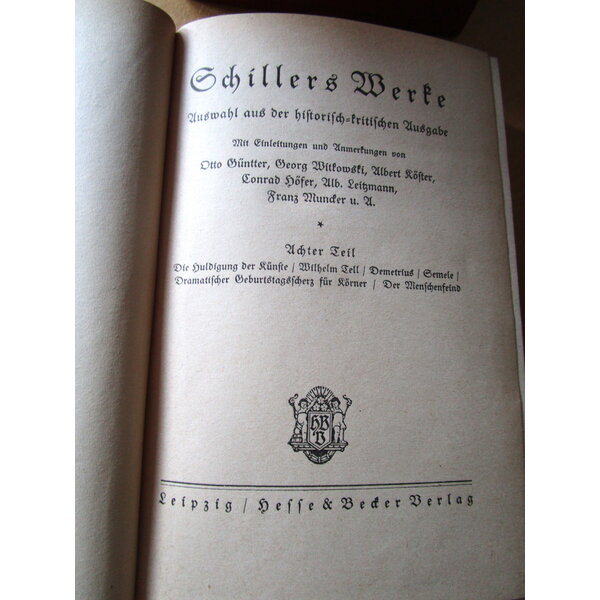 Schillers Werke
Auswahl aus der historisch=kritischen Ausgabe
Mit Einleitungen und Anmerkungen von
Otto Güntter, Georg Witkowski, Albert Köster,
Conrad Höfer, Alb. Leitzmann,
Franz Muncker u. A.
*
Achter Teil
Die Huldigung der Künste / Wilhelm Tell / Demetrius / Semele /
Dramatischer Geburtstagsscherz für Körner / Der Menschenfeind
HB
V
Leipzig / Hesse & Becker Verlag